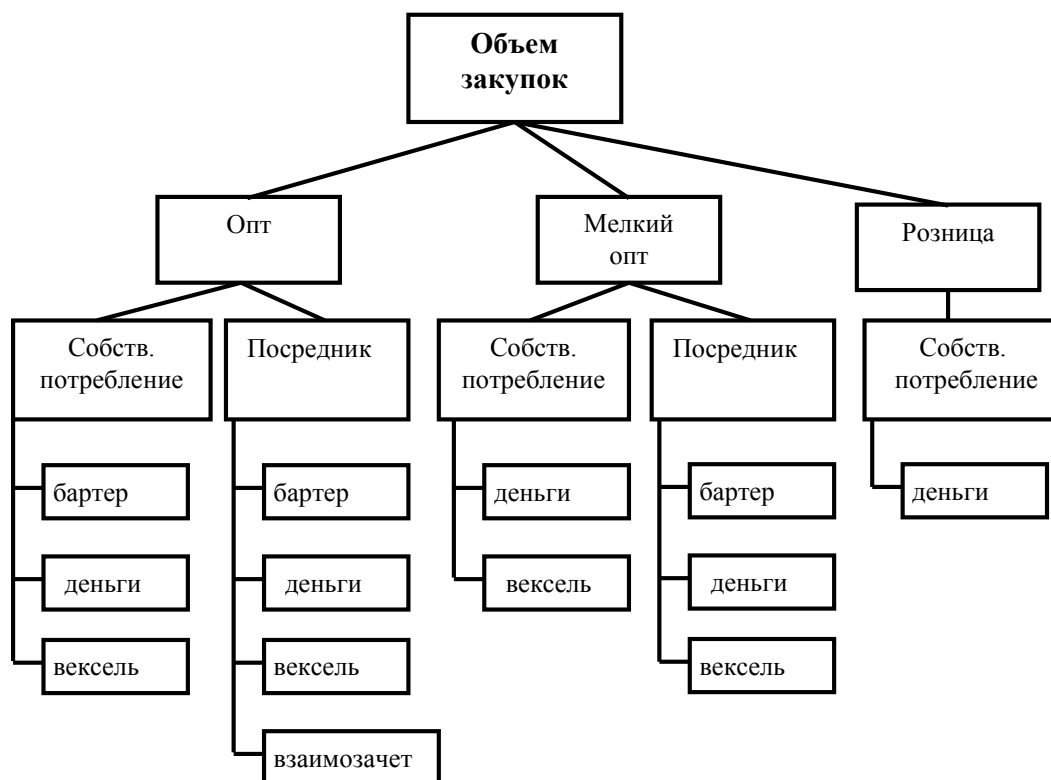 Объем
закупок
Опт
Мелкий
опт
Розница
Собств.
потребление
Посредник
Собств.
потребление
Посредник
Собств.
потребление
бартер
бартер
деньги
бартер
деньги
деньги
деньги
вексель
деньги
вексель
вексель
вексель
взаимозачет